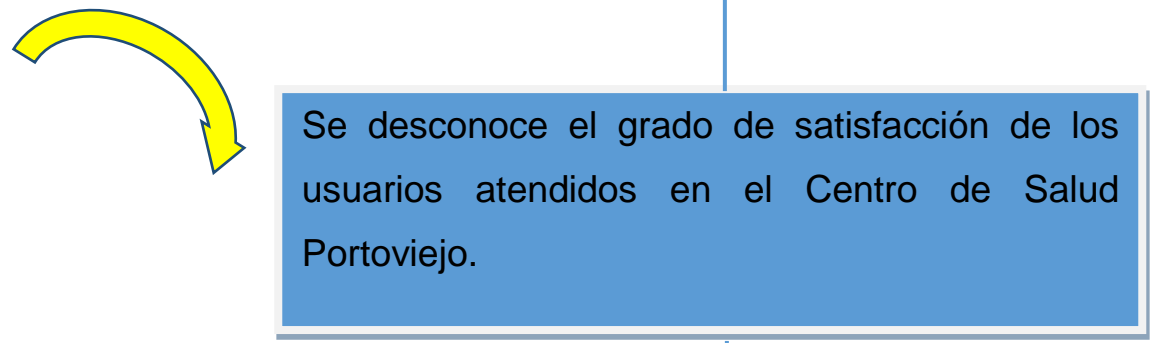 Se desconoce el grado de satisfacción de los
usuarios atendidos en el Centro de Salud
Portoviejo.